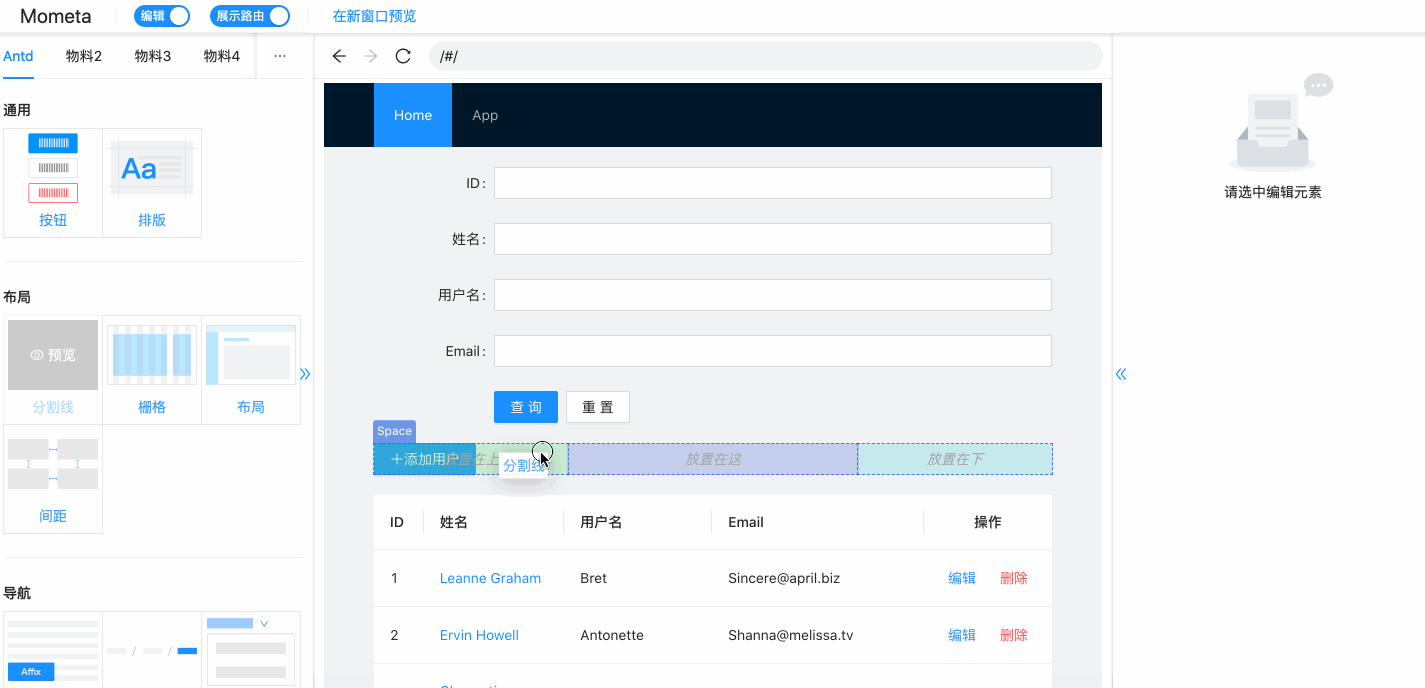 Mometa 编辑 展示路由 在新窗口预览
Antd 物料2 物料3 物料4 ···
/#/
通用
Aa
按钮 排版
布局
预览
分割线 栅格 布局
间距
导航
Affix
Home App
ID :
姓名 :
用户名 :
Email :
查 询 重 置
Space
+添加用 放置在上 分割线 放置在这 放置在下
ID 姓名 用户名 Email 操作
1 Leanne Graham Bret Sincere@april.biz 编辑 删除
2 Ervin Howell Antonette Shanna@melissa.tv 编辑 删除
请选中编辑元素